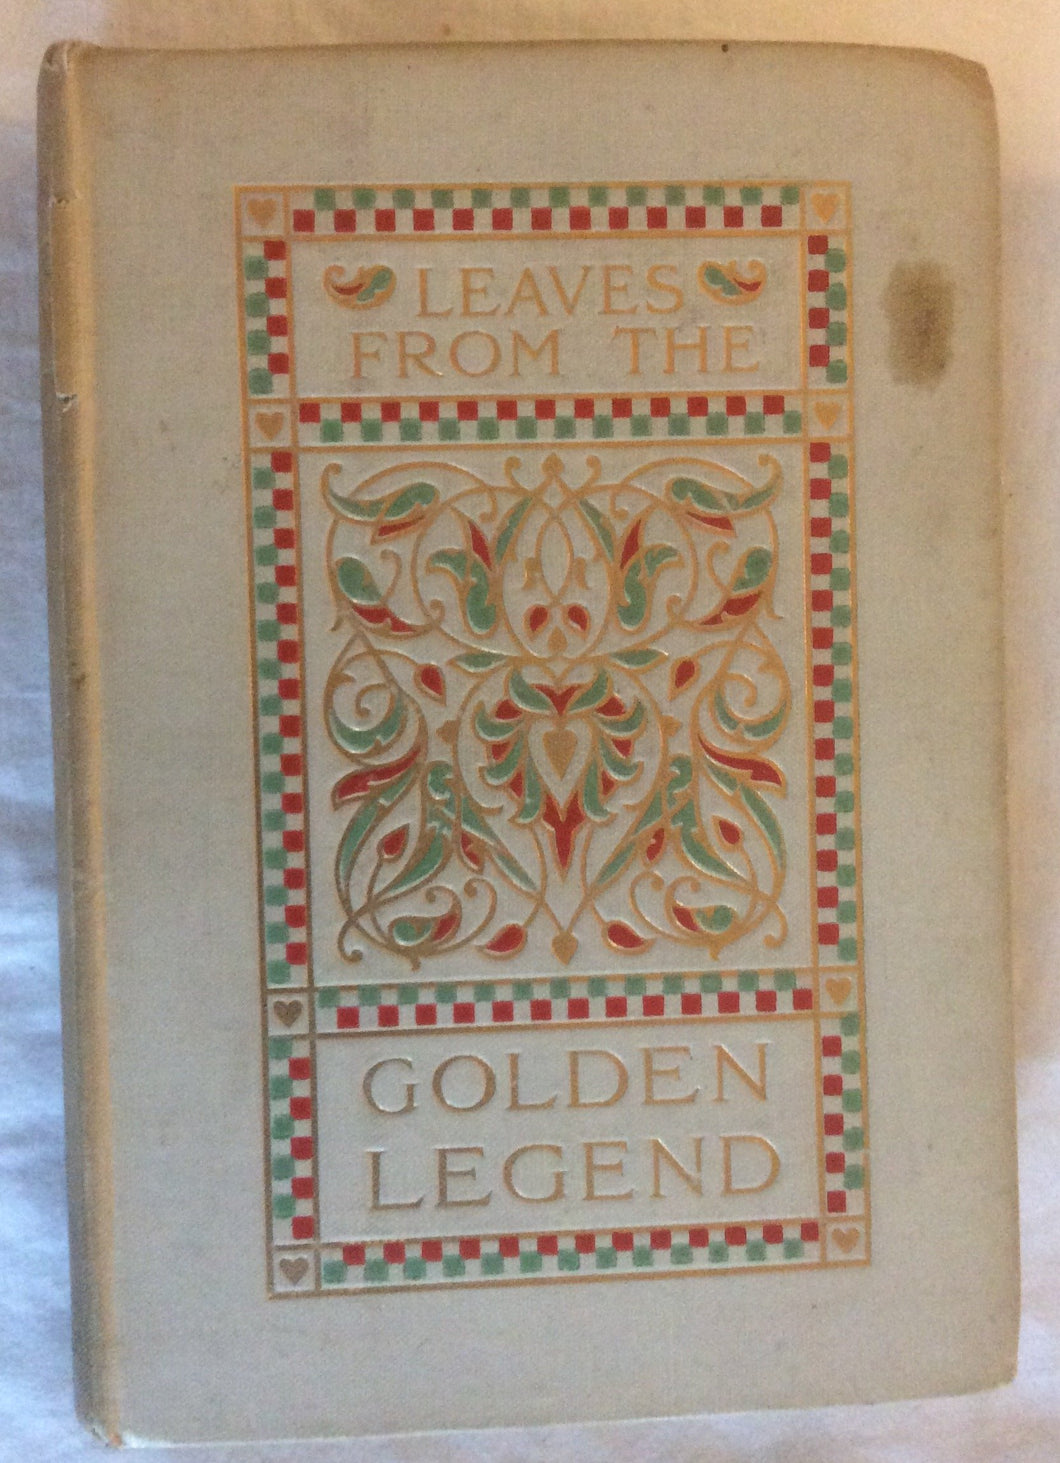 LEAVES
FROM THE
GOLDEN
LEGEND